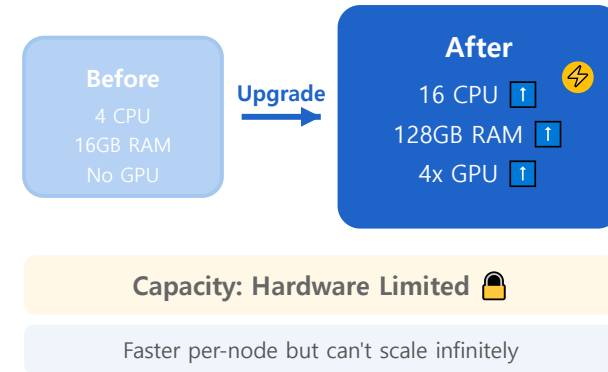 Before
4 CPU
16GB RAM
No GPU
Upgrade
After
16 CPU ⬆
128GB RAM ⬆
4x GPU ⬆
Capacity: Hardware Limited 🔒
Faster per-node but can't scale infinitely